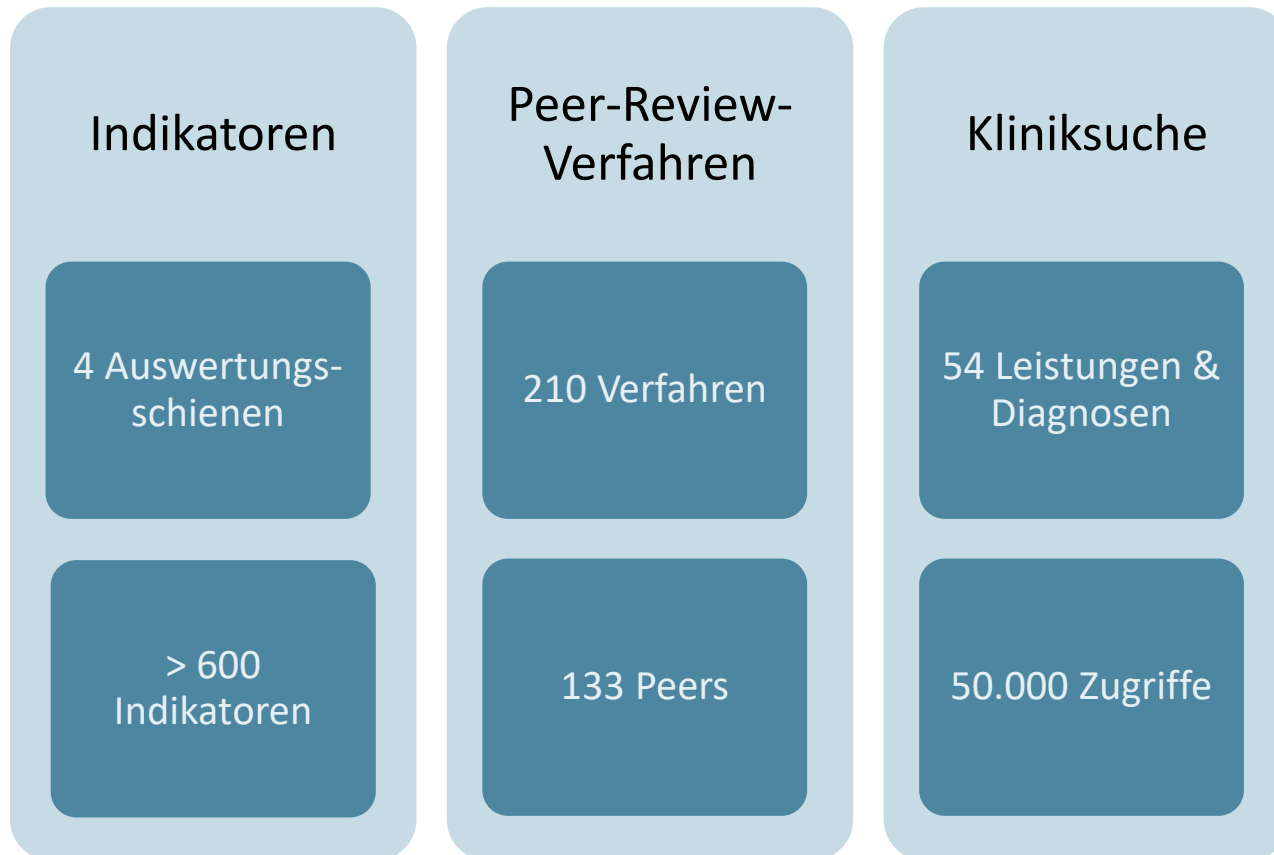 Indikatoren
4 Auswertungs-
schienen
> 600
Indikatoren
Peer-Review-
Verfahren
210 Verfahren
133 Peers
Kliniksuche
54 Leistungen &
Diagnosen
50.000 Zugriffe